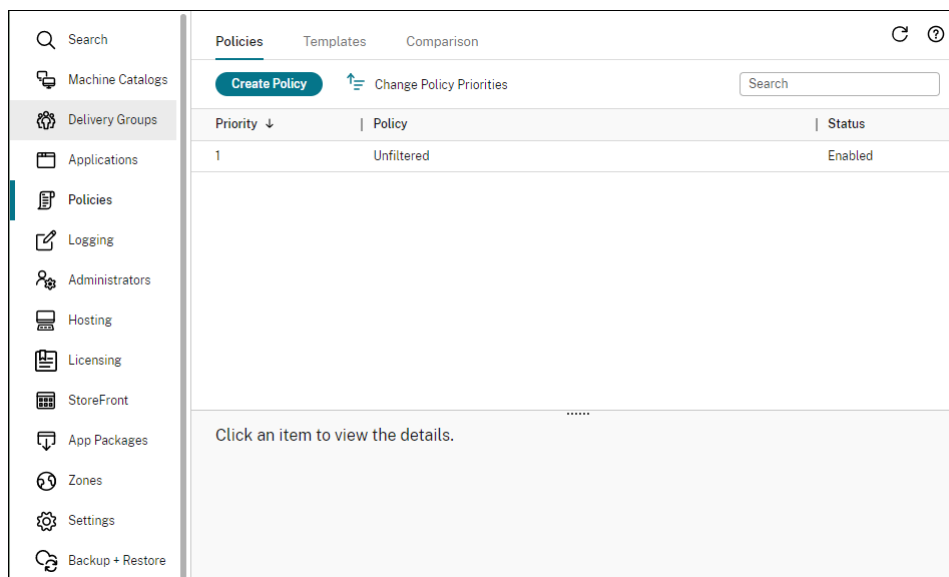 Search
Machine Catalogs
Delivery Groups
Applications
Policies
Logging
Administrators
Hosting
Licensing
StoreFront
App Packages
Zones
Settings
Backup + Restore
Policies Templates Comparison
Create Policy Change Policy Priorities Search
Priority ↓ | Policy | Status
1 Unfiltered Enabled
Click an item to view the details.